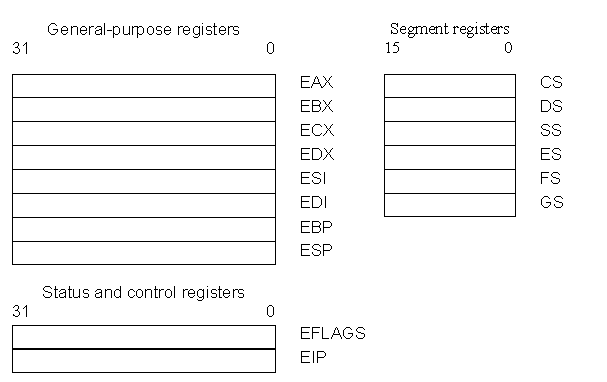 General-purpose registers
31 0
EAX
EBX
ECX
EDX
ESI
EDI
EBP
ESP
Segment registers
15 0
CS
DS
SS
ES
FS
GS
Status and control registers
31 0
EFLAGS
EIP